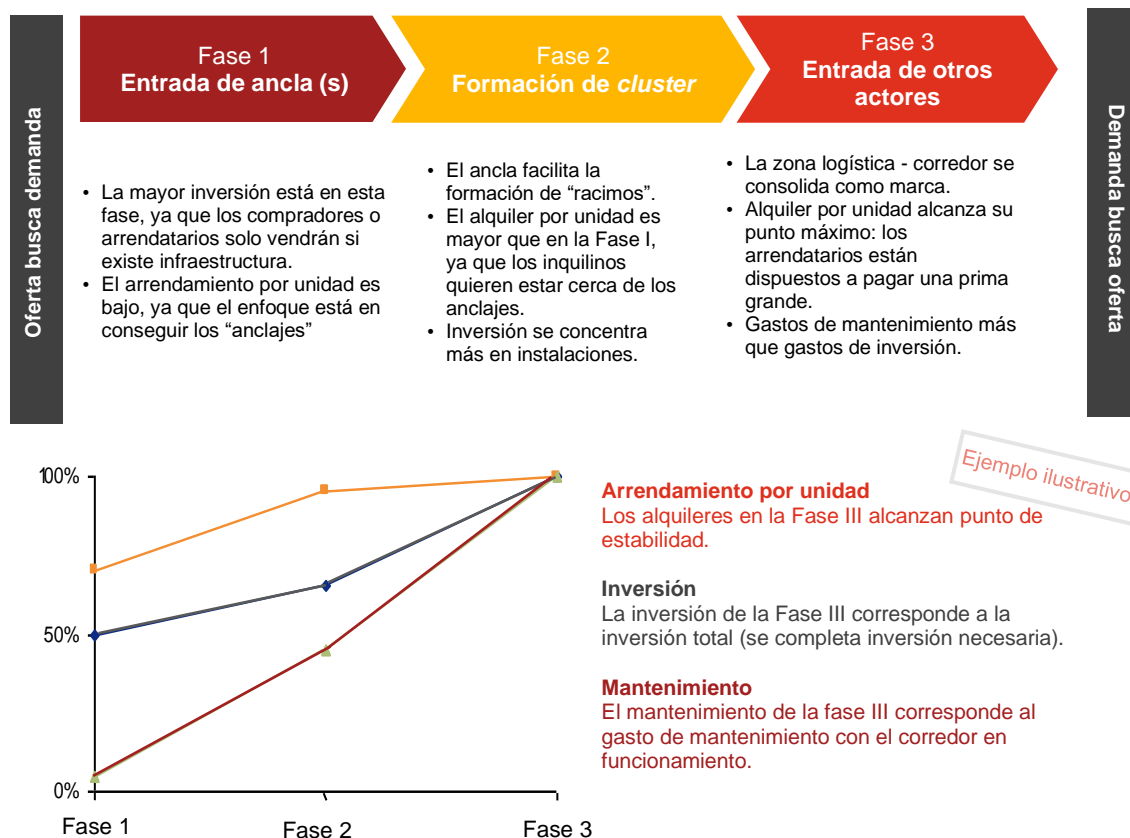 Oferta busca demanda
Fase 1
Entrada de ancla (s)
Fase 2
Formación de cluster
Fase 3
Entrada de otros
actores
Demanda busca oferta
• La mayor inversión está en esta
fase, ya que los compradores o
arrendatarios solo vendrán si
existe infraestructura.
• El arrendamiento por unidad es
bajo, ya que el enfoque está en
conseguir los “anclajes”
• El ancla facilita la
formación de “racimos”.
• El alquiler por unidad es
mayor que en la Fase I,
ya que los inquilinos
quieren estar cerca de los
anclajes.
• Inversión se concentra
más en instalaciones.
• La zona logística - corredor se
consolida como marca.
• Alquiler por unidad alcanza su
punto máximo: los
arrendatarios están
dispuestos a pagar una prima
grande.
• Gastos de mantenimiento más
que gastos de inversión.
Ejemplo ilustrativo
100%
50%
0%
Fase 1
Fase 2
Fase 3
Arrendamiento por unidad
Los alquileres en la Fase III alcanzan punto de
estabilidad.
Inversión
La inversión de la Fase III corresponde a la
inversión total (se completa inversión necesaria).
Mantenimiento
El mantenimiento de la fase III corresponde al
gasto de mantenimiento con el corredor en
funcionamiento.